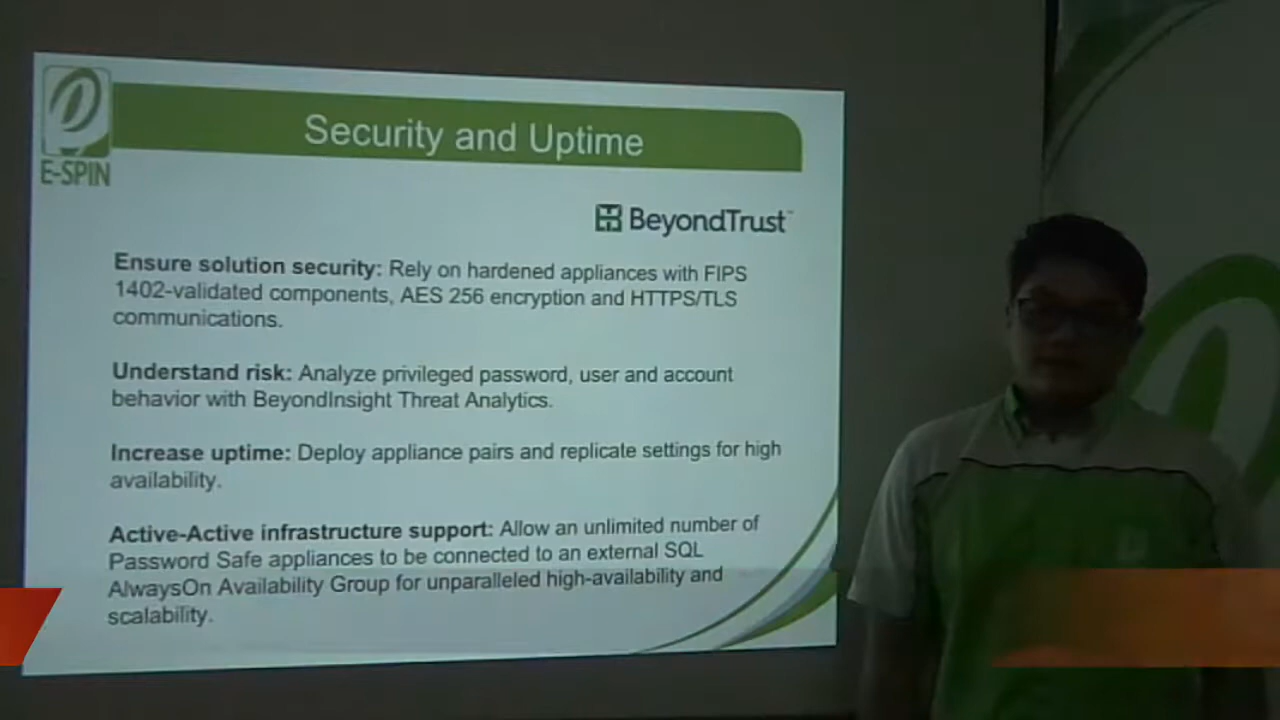 Security and Uptime
E-SPIN
BeyondTrust™
Ensure solution security: Rely on hardened appliances with FIPS
1402-validated components, AES 256 encryption and HTTPS/TLS
communications.
Understand risk: Analyze privileged password, user and account
behavior with BeyondInsight Threat Analytics.
Increase uptime: Deploy appliance pairs and replicate settings for high
availability.
Active-Active infrastructure support: Allow an unlimited number of
Password Safe appliances to be connected to an external SQL
AlwaysOn Availability Group for unparalleled high-availability and
scalability.